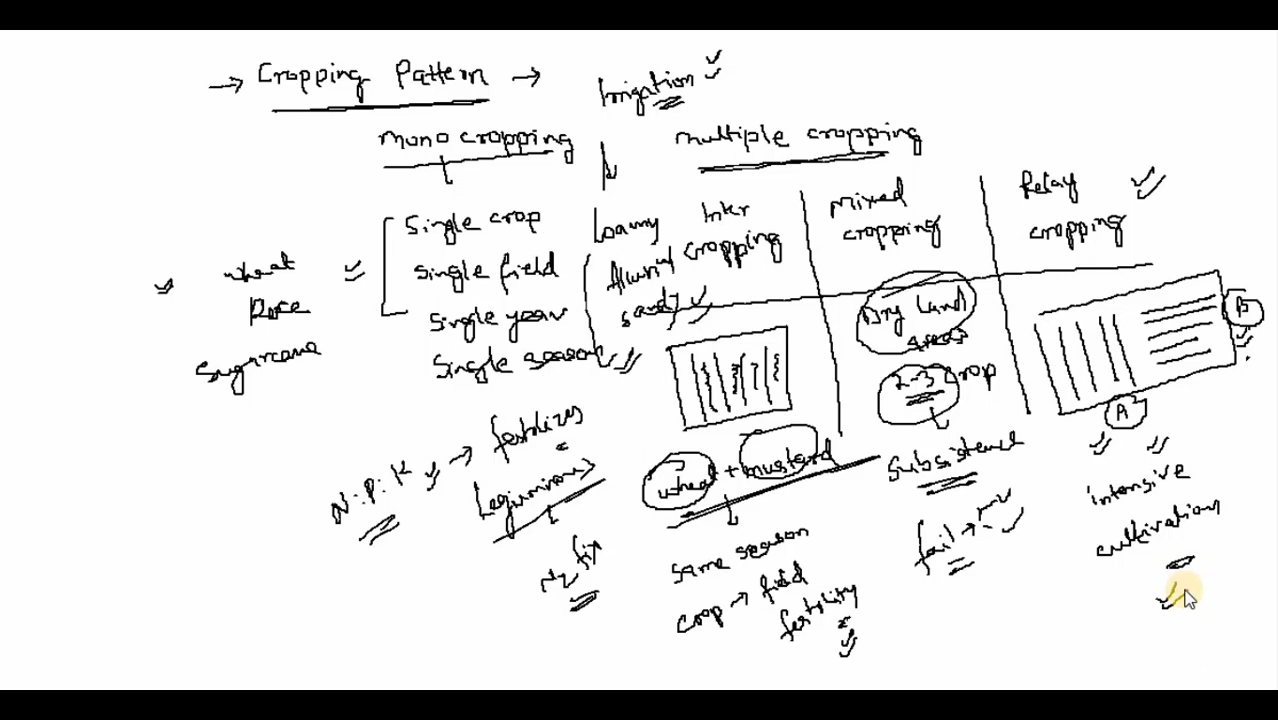 → Cropping Pattern →
Irrigation
Mono cropping
Multiple cropping
Single crop
Single field
Single year
Single season
wheat
Rice
Sugarcane
Loamy
Alluvial
sandy
Inter
cropping
Mixed
cropping
Relay
cropping
Dry Land
areas
2-3 crop
Subsistence
fail →
B
A
intensive
cultivation
wheat + mustard
same season
crop → field
fertility
N:P:K → fertilizers
Leguminous
N2 fix